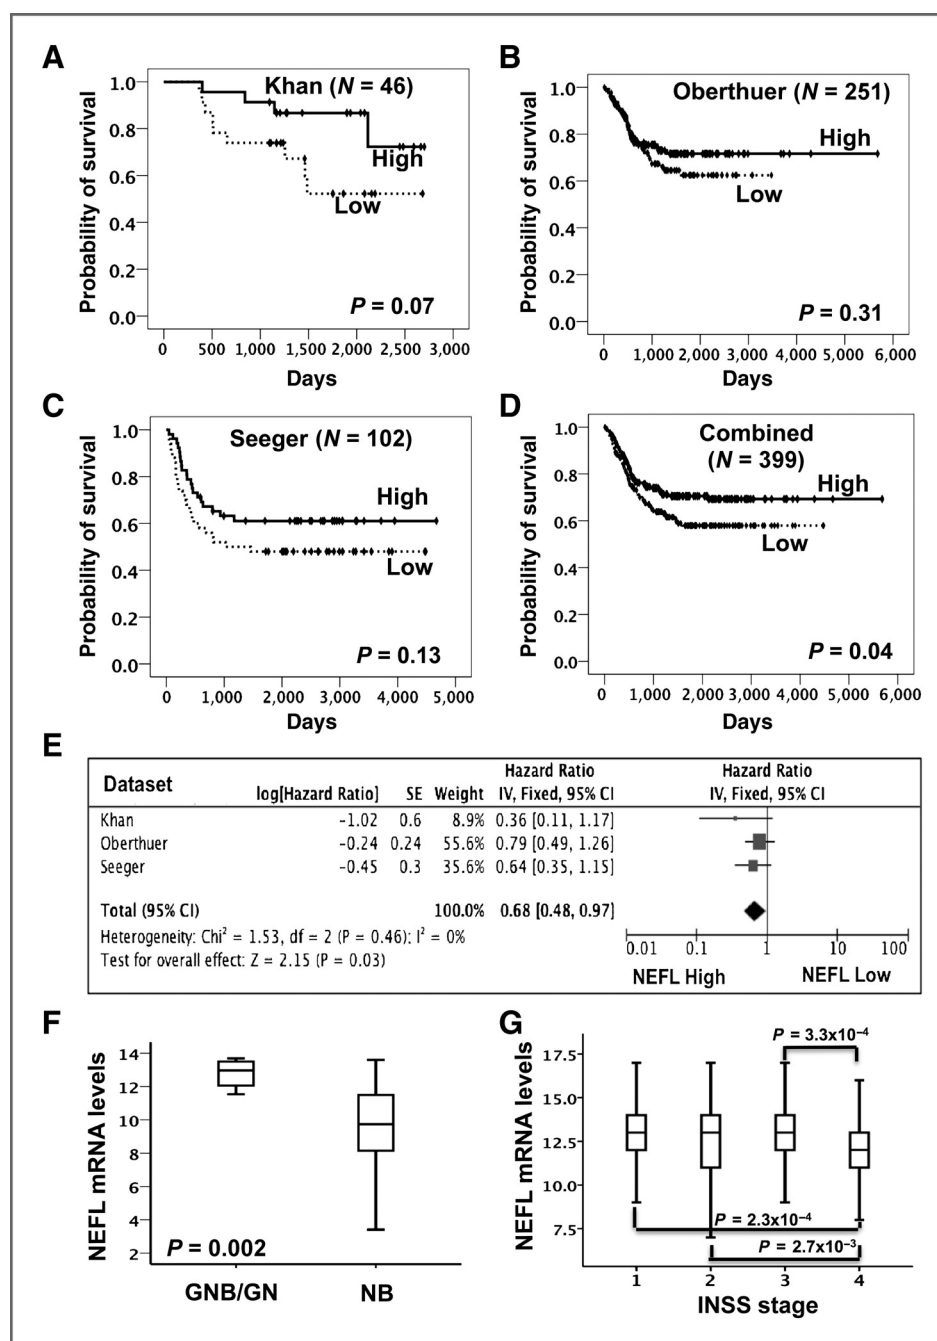 A
Khan (N = 46)
Probability of survival
1.0
0.8
0.6
0.4
0.2
0.0
High
Low
P = 0.07
0 500 1,000 1,500 2,000 2,500 3,000
Days
B
Oberthuer (N = 251)
Probability of survival
1.0
0.8
0.6
0.4
0.2
0.0
High
Low
P = 0.31
0 1,000 2,000 3,000 4,000 5,000 6,000
Days
C
Seeger (N = 102)
Probability of survival
1.0
0.8
0.6
0.4
0.2
0.0
High
Low
P = 0.13
0 1,000 2,000 3,000 4,000 5,000
Days
D
Combined
(N = 399)
Probability of survival
1.0
0.8
0.6
0.4
0.2
0.0
High
Low
P = 0.04
0 1,000 2,000 3,000 4,000 5,000 6,000
Days
E
Hazard Ratio Hazard Ratio
Dataset log[Hazard Ratio] SE Weight IV, Fixed, 95% CI IV, Fixed, 95% CI
Khan −1.02 0.6 8.9% 0.36 [0.11, 1.17]
Oberthuer −0.24 0.24 55.6% 0.79 [0.49, 1.26]
Seeger −0.45 0.3 35.6% 0.64 [0.35, 1.15]
Total (95% CI) 100.0% 0.68 [0.48, 0.97]
Heterogeneity: Chi² = 1.53, df = 2 (P = 0.46); I² = 0%
Test for overall effect: Z = 2.15 (P = 0.03)
0.01 0.1 1 10 100
NEFL High NEFL Low
F
NEFL mRNA levels
14
12
10
8
6
4
2
P = 0.002
GNB/GN NB
G
NEFL mRNA levels
17.5
15.0
12.5
10.0
7.5
P = 3.3x10⁻⁴
P = 2.3x10⁻⁴
P = 2.7x10⁻³
1 2 3 4
INSS stage